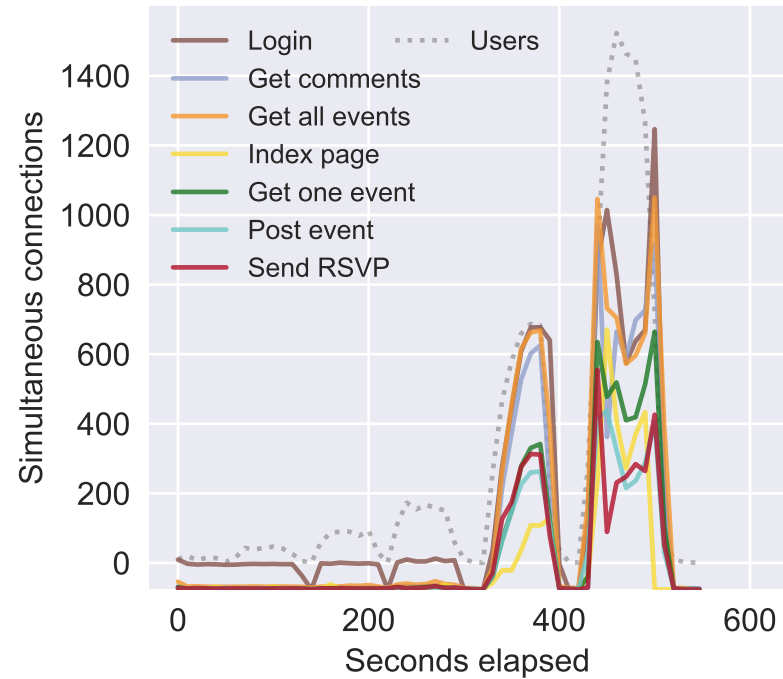 Login
Users
Get comments
Get all events
Index page
Get one event
Post event
Send RSVP
Simultaneous connections
1400
1200
1000
800
600
400
200
0
0 200 400 600
Seconds elapsed